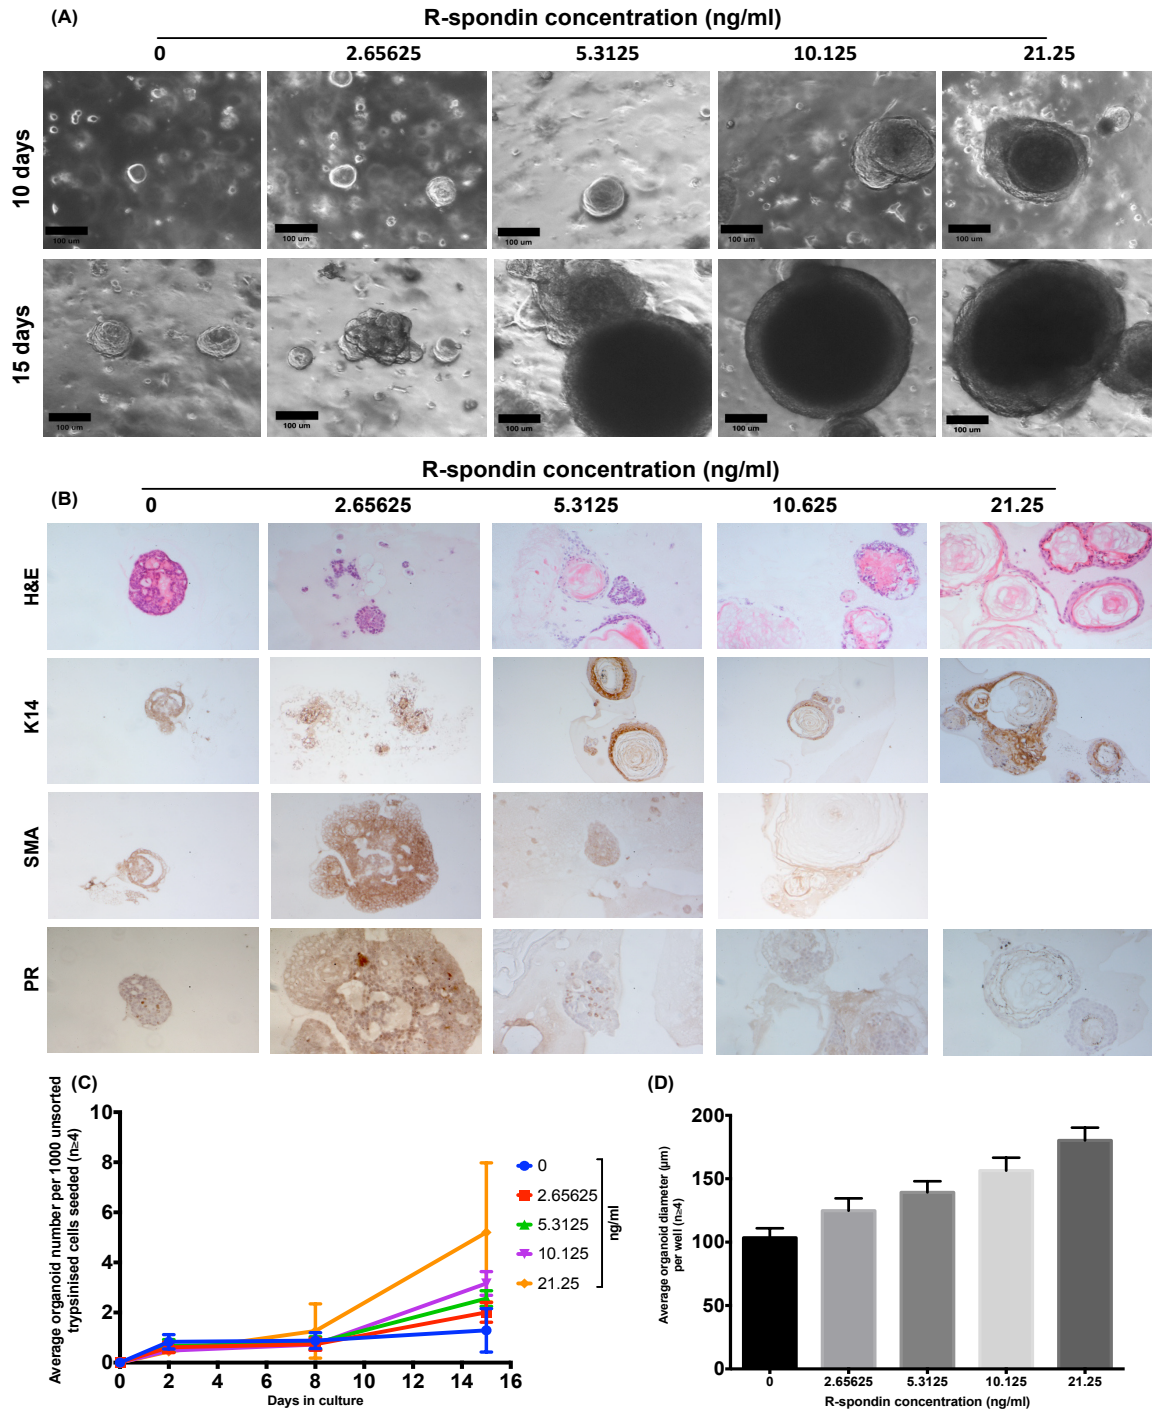 (A)
R-spondin concentration (ng/ml)
0 2.65625 5.3125 10.125 21.25
10 days
100 um 100 um 100 um 100 um 100 um
15 days
100 um 100 um 100 um 100 um 100 um
R-spondin concentration (ng/ml)
(B)
0 2.65625 5.3125 10.625 21.25
H&E
K14
SMA
PR
(C)
Average organoid number per 1000 unsorted
trypsinised cells seeded (n≥4)
10
8
6
4
2
0
0 2 4 6 8 10 12 14 16
Days in culture
0
2.65625
5.3125
10.125
21.25
ng/ml
(D)
Average organoid diameter (µm)
per well (n≥4)
200
150
100
50
0
0 2.65625 5.3125 10.125 21.25
R-spondin concentration (ng/ml)